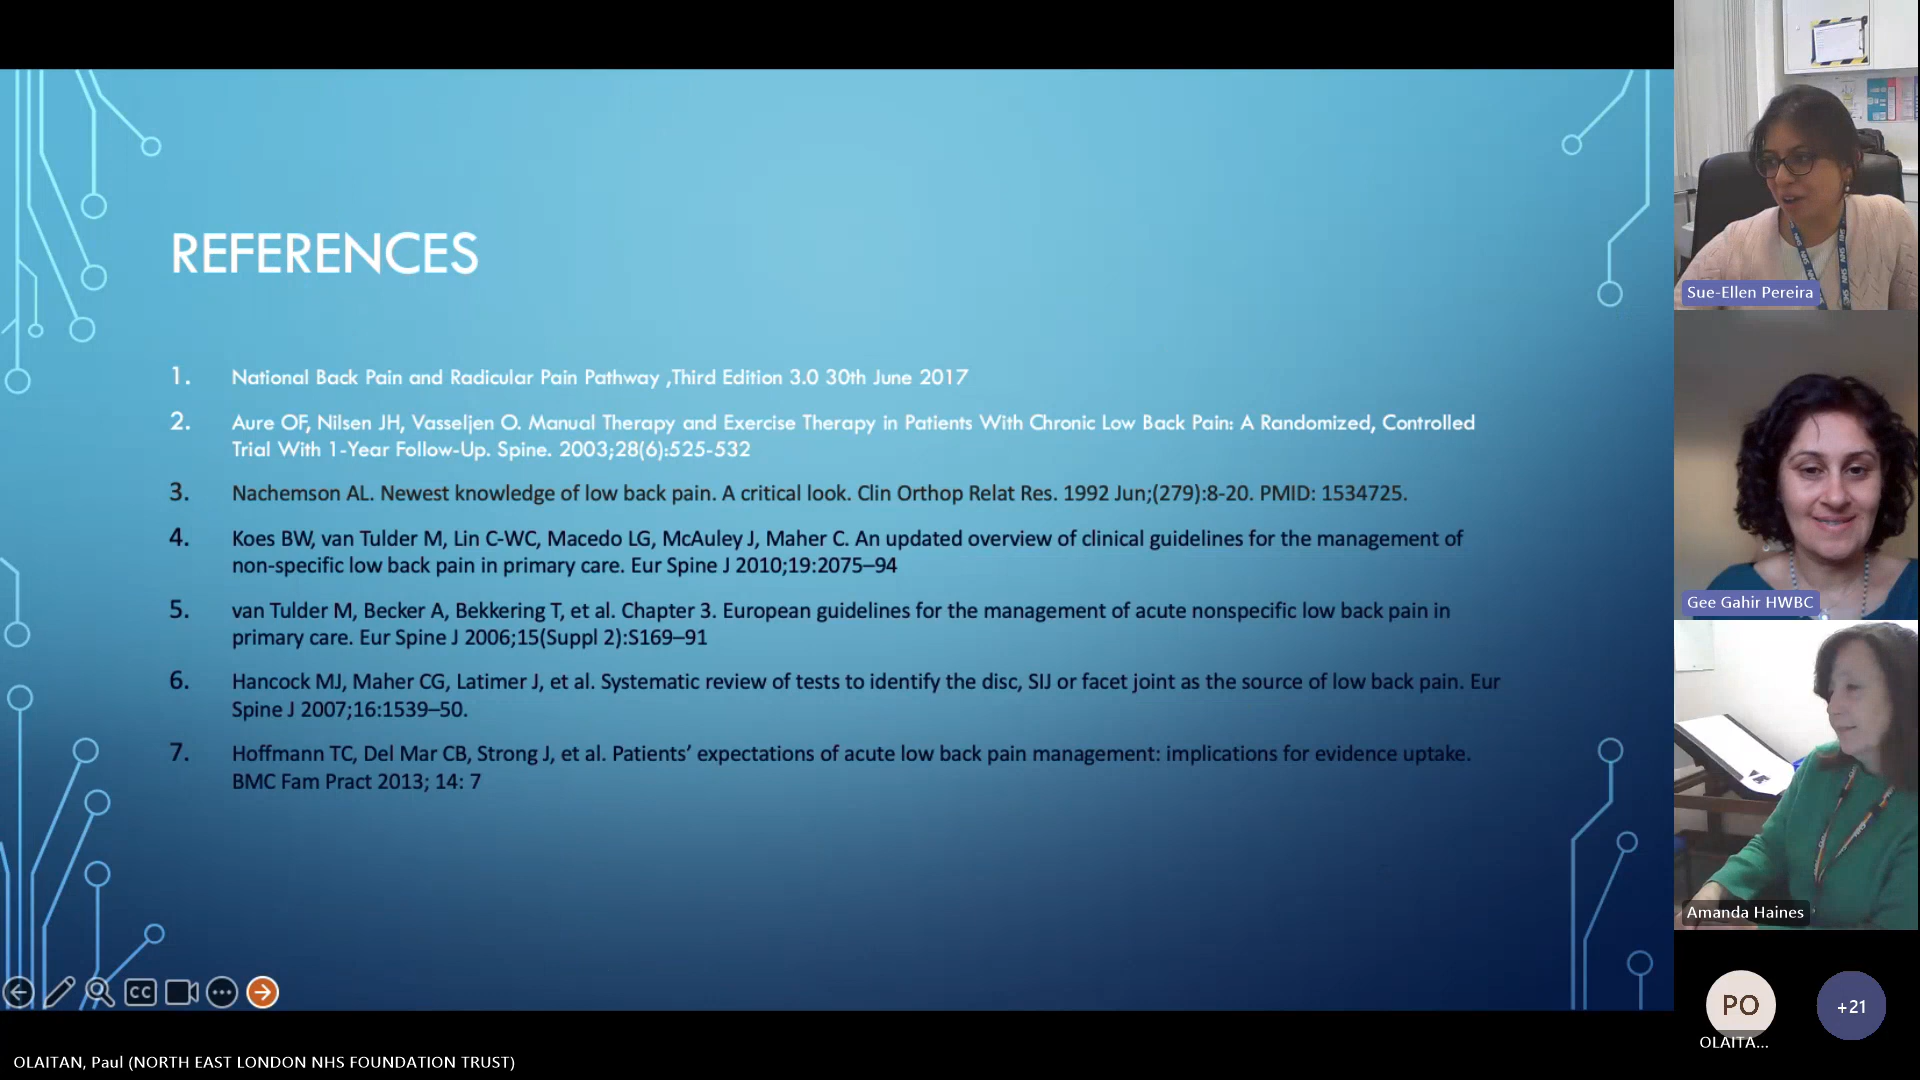 REFERENCES
1. National Back Pain and Radicular Pain Pathway ,Third Edition 3.0 30th June 2017
2. Aure OF, Nilsen JH, Vasseljen O. Manual Therapy and Exercise Therapy in Patients With Chronic Low Back Pain: A Randomized, Controlled
Trial With 1-Year Follow-Up. Spine. 2003;28(6):525-532
3. Nachemson AL. Newest knowledge of low back pain. A critical look. Clin Orthop Relat Res. 1992 Jun;(279):8-20. PMID: 1534725.
4. Koes BW, van Tulder M, Lin C-WC, Macedo LG, McAuley J, Maher C. An updated overview of clinical guidelines for the management of
non-specific low back pain in primary care. Eur Spine J 2010;19:2075–94
5. van Tulder M, Becker A, Bekkering T, et al. Chapter 3. European guidelines for the management of acute nonspecific low back pain in
primary care. Eur Spine J 2006;15(Suppl 2):S169–91
6. Hancock MJ, Maher CG, Latimer J, et al. Systematic review of tests to identify the disc, SIJ or facet joint as the source of low back pain. Eur
Spine J 2007;16:1539–50.
7. Hoffmann TC, Del Mar CB, Strong J, et al. Patients’ expectations of acute low back pain management: implications for evidence uptake.
BMC Fam Pract 2013; 14: 7
CC
OLAITAN, Paul (NORTH EAST LONDON NHS FOUNDATION TRUST)
Sue-Ellen Pereira
Gee Gahir HWBC
Amanda Haines
PO
OLAITA...
+21